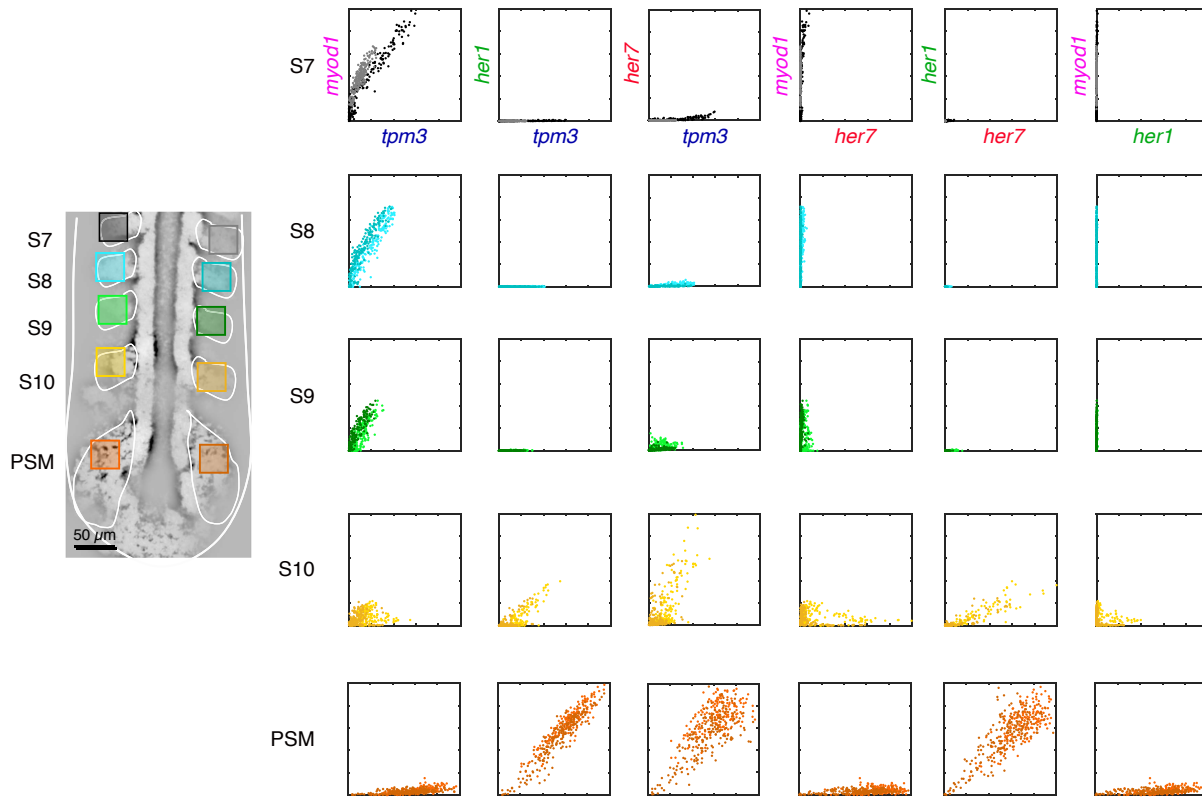 S7
myod1
her1
her7
myod1
her1
myod1
tpm3
tpm3
tpm3
her7
her7
her1
S8
S9
S10
PSM
S7
S8
S9
S10
PSM
50 µm